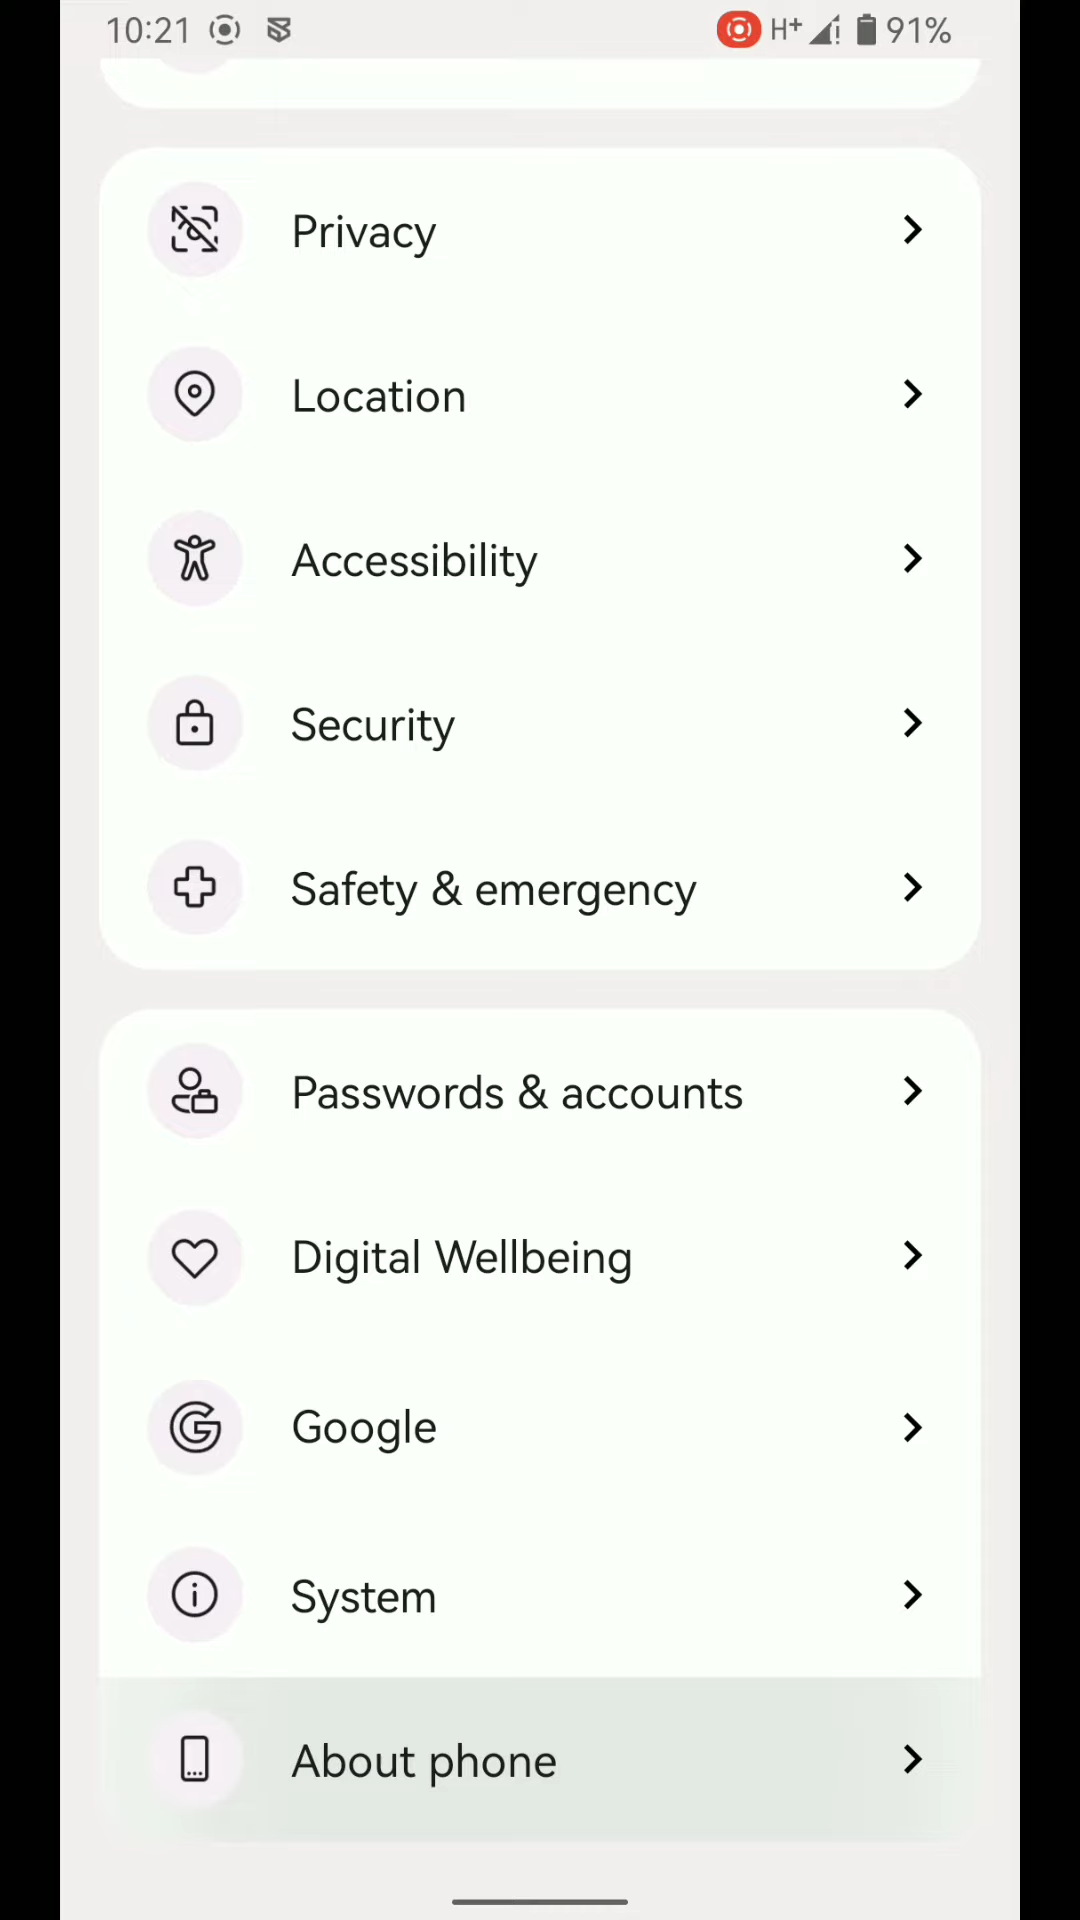 10:21 H+ 91%
Privacy
Location
Accessibility
Security
Safety & emergency
Passwords & accounts
Digital Wellbeing
Google
System
About phone